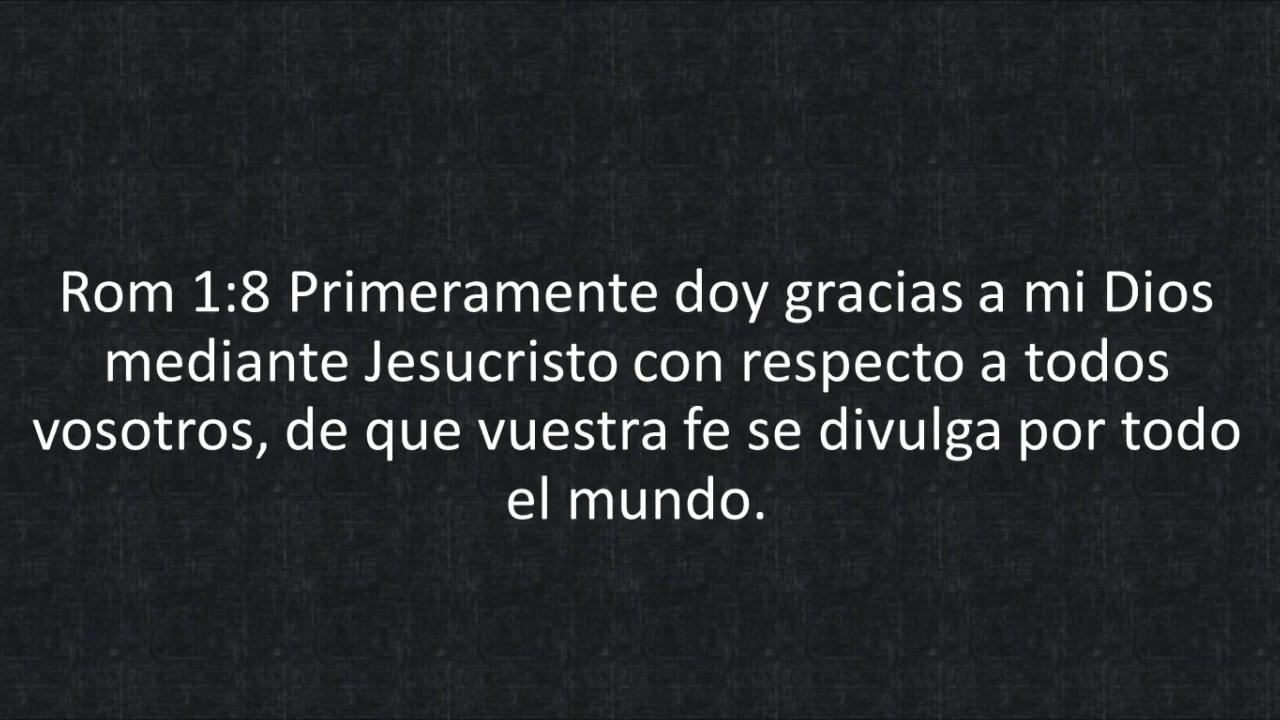 Rom 1:8 Primeramente doy gracias a mi Dios
mediante Jesucristo con respecto a todos
vosotros, de que vuestra fe se divulga por todo
el mundo.